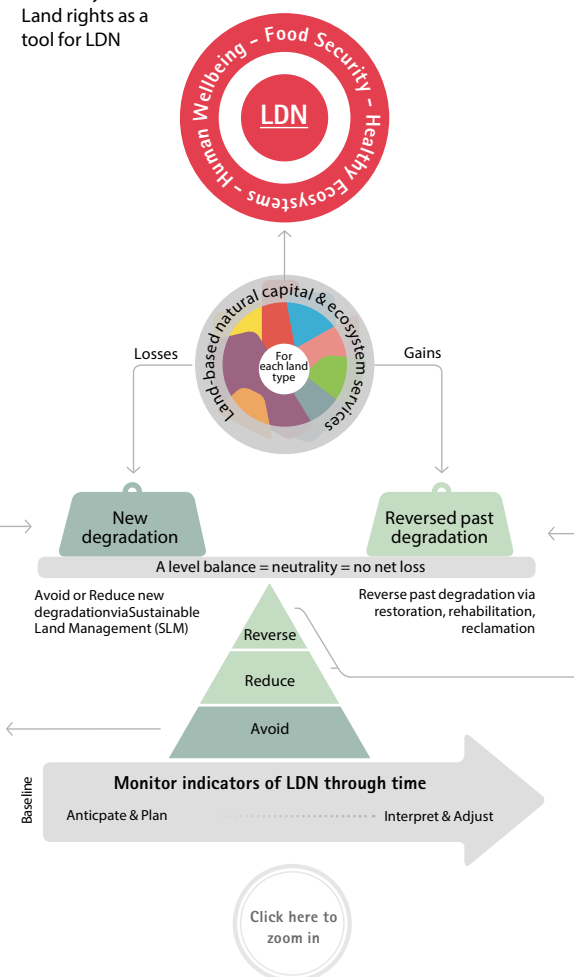 Land rights as a
tool for LDN
Human Wellbeing – Food Security – Healthy Ecosystems –
LDN
Land-based natural capital & ecosystem services
For
each land
type
Losses
Gains
New
degradation
Reversed past
degradation
A level balance = neutrality = no net loss
Avoid or Reduce new
degradationviaSustainable
Land Management (SLM)
Reverse past degradation via
restoration, rehabilitation,
reclamation
Reverse
Reduce
Avoid
Baseline
Monitor indicators of LDN through time
Anticpate & Plan
Interpret & Adjust
Click here to
zoom in